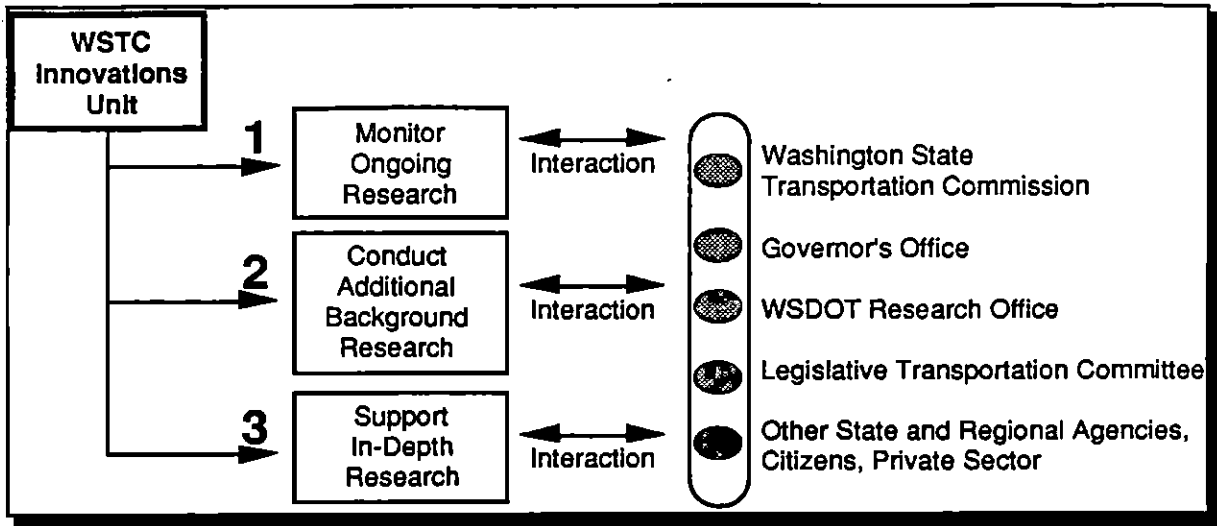 WSTC
Innovations
Unit
1
Monitor
Ongoing
Research
Interaction
Washington State
Transportation Commission
Governor's Office
2
Conduct
Additional
Background
Research
Interaction
WSDOT Research Office
Legislative Transportation Committee
3
Support
In-Depth
Research
Interaction
Other State and Regional Agencies,
Citizens, Private Sector